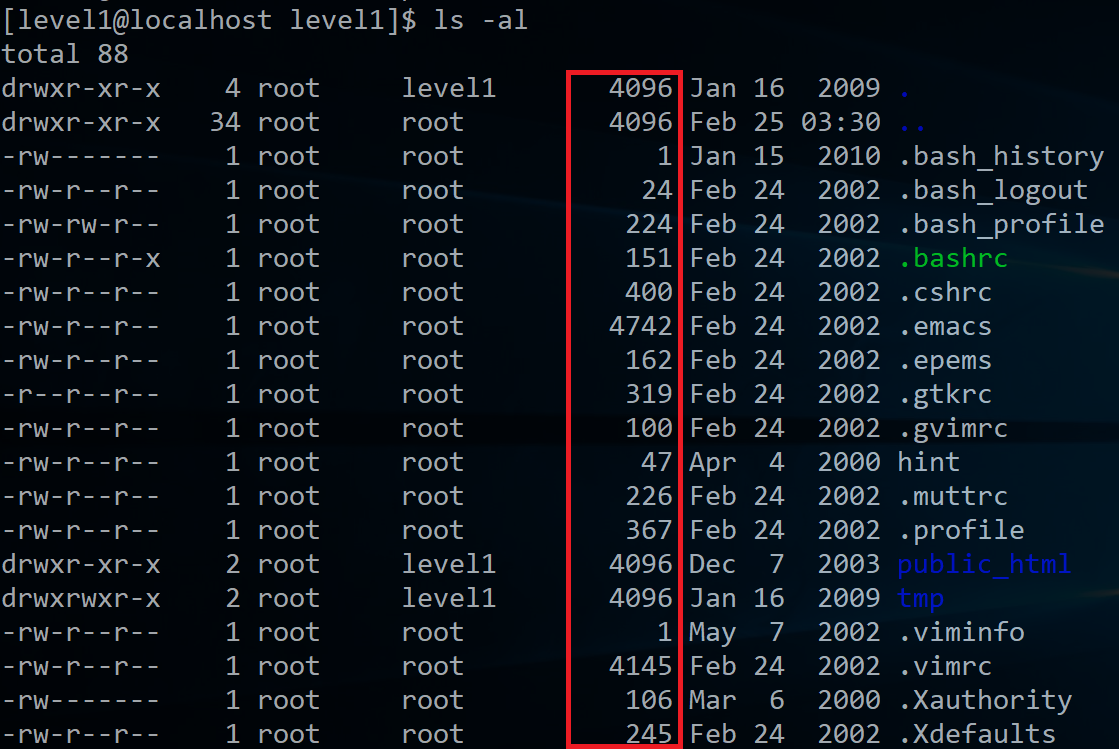 [level1@localhost level1]$ ls -al
total 88
drwxr-xr-x    4 root     level1       4096 Jan 16  2009 .
drwxr-xr-x   34 root     root         4096 Feb 25 03:30 ..
-rw-------    1 root     root            1 Jan 15  2010 .bash_history
-rw-r--r--    1 root     root           24 Feb 24  2002 .bash_logout
-rw-rw-r--    1 root     root          224 Feb 24  2002 .bash_profile
-rw-r--r-x    1 root     root          151 Feb 24  2002 .bashrc
-rw-r--r--    1 root     root          400 Feb 24  2002 .cshrc
-rw-r--r--    1 root     root         4742 Feb 24  2002 .emacs
-rw-r--r--    1 root     root          162 Feb 24  2002 .epems
-r--r--r--    1 root     root          319 Feb 24  2002 .gtkrc
-rw-r--r--    1 root     root          100 Feb 24  2002 .gvimrc
-rw-r--r--    1 root     root           47 Apr  4  2000 hint
-rw-r--r--    1 root     root          226 Feb 24  2002 .muttrc
-rw-r--r--    1 root     root          367 Feb 24  2002 .profile
drwxr-xr-x    2 root     level1       4096 Dec  7  2003 public_html
drwxrwxr-x    2 root     level1       4096 Jan 16  2009 tmp
-rw-r--r--    1 root     root            1 May  7  2002 .viminfo
-rw-r--r--    1 root     root         4145 Feb 24  2002 .vimrc
-rw-------    1 root     root          106 Mar  6  2000 .Xauthority
-rw-r--r--    1 root     root          245 Feb 24  2002 .Xdefaults